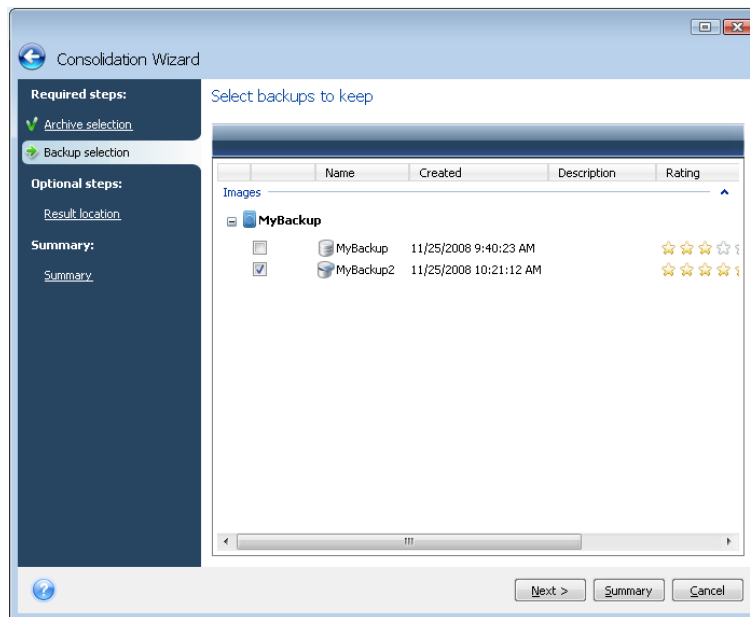 Consolidation Wizard
Required steps:
Archive selection
Backup selection
Optional steps:
Result location
Summary:
Summary
Select backups to keep
Name Created Description Rating
Images
MyBackup
MyBackup 11/25/2008 9:40:23 AM
MyBackup2 11/25/2008 10:21:12 AM
Next > Summary Cancel